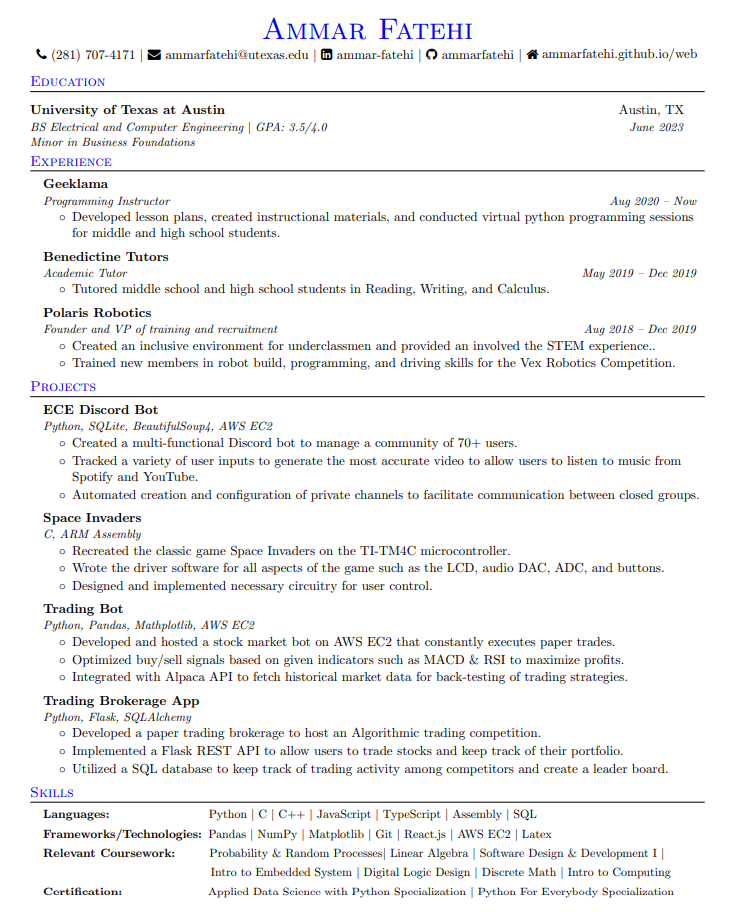 Ammar Fatehi
(281) 707-4171 | ammarfatehi@utexas.edu | ammar-fatehi | ammarfatehi | ammarfatehi.github.io/web
Education
University of Texas at Austin Austin, TX
BS Electrical and Computer Engineering | GPA: 3.5/4.0 June 2023
Minor in Business Foundations
Experience
Geeklama
Programming Instructor Aug 2020 – Now
◦ Developed lesson plans, created instructional materials, and conducted virtual python programming sessions
for middle and high school students.
Benedictine Tutors
Academic Tutor May 2019 – Dec 2019
◦ Tutored middle school and high school students in Reading, Writing, and Calculus.
Polaris Robotics
Founder and VP of training and recruitment Aug 2018 – Dec 2019
◦ Created an inclusive environment for underclassmen and provided an involved the STEM experience..
◦ Trained new members in robot build, programming, and driving skills for the Vex Robotics Competition.
Projects
ECE Discord Bot
Python, SQLite, BeautifulSoup4, AWS EC2
◦ Created a multi-functional Discord bot to manage a community of 70+ users.
◦ Tracked a variety of user inputs to generate the most accurate video to allow users to listen to music from
Spotify and YouTube.
◦ Automated creation and configuration of private channels to facilitate communication between closed groups.
Space Invaders
C, ARM Assembly
◦ Recreated the classic game Space Invaders on the TI-TM4C microcontroller.
◦ Wrote the driver software for all aspects of the game such as the LCD, audio DAC, ADC, and buttons.
◦ Designed and implemented necessary circuitry for user control.
Trading Bot
Python, Pandas, Mathplotlib, AWS EC2
◦ Developed and hosted a stock market bot on AWS EC2 that constantly executes paper trades.
◦ Optimized buy/sell signals based on given indicators such as MACD & RSI to maximize profits.
◦ Integrated with Alpaca API to fetch historical market data for back-testing of trading strategies.
Trading Brokerage App
Python, Flask, SQLAlchemy
◦ Developed a paper trading brokerage to host an Algorithmic trading competition.
◦ Implemented a Flask REST API to allow users to trade stocks and keep track of their portfolio.
◦ Utilized a SQL database to keep track of trading activity among competitors and create a leader board.
Skills
Languages: Python | C | C++ | JavaScript | TypeScript | Assembly | SQL
Frameworks/Technologies: Pandas | NumPy | Matplotlib | Git | React.js | AWS EC2 | Latex
Relevant Coursework: Probability & Random Processes| Linear Algebra | Software Design & Development I |
Intro to Embedded System | Digital Logic Design | Discrete Math | Intro to Computing
Certification: Applied Data Science with Python Specialization | Python For Everybody Specialization